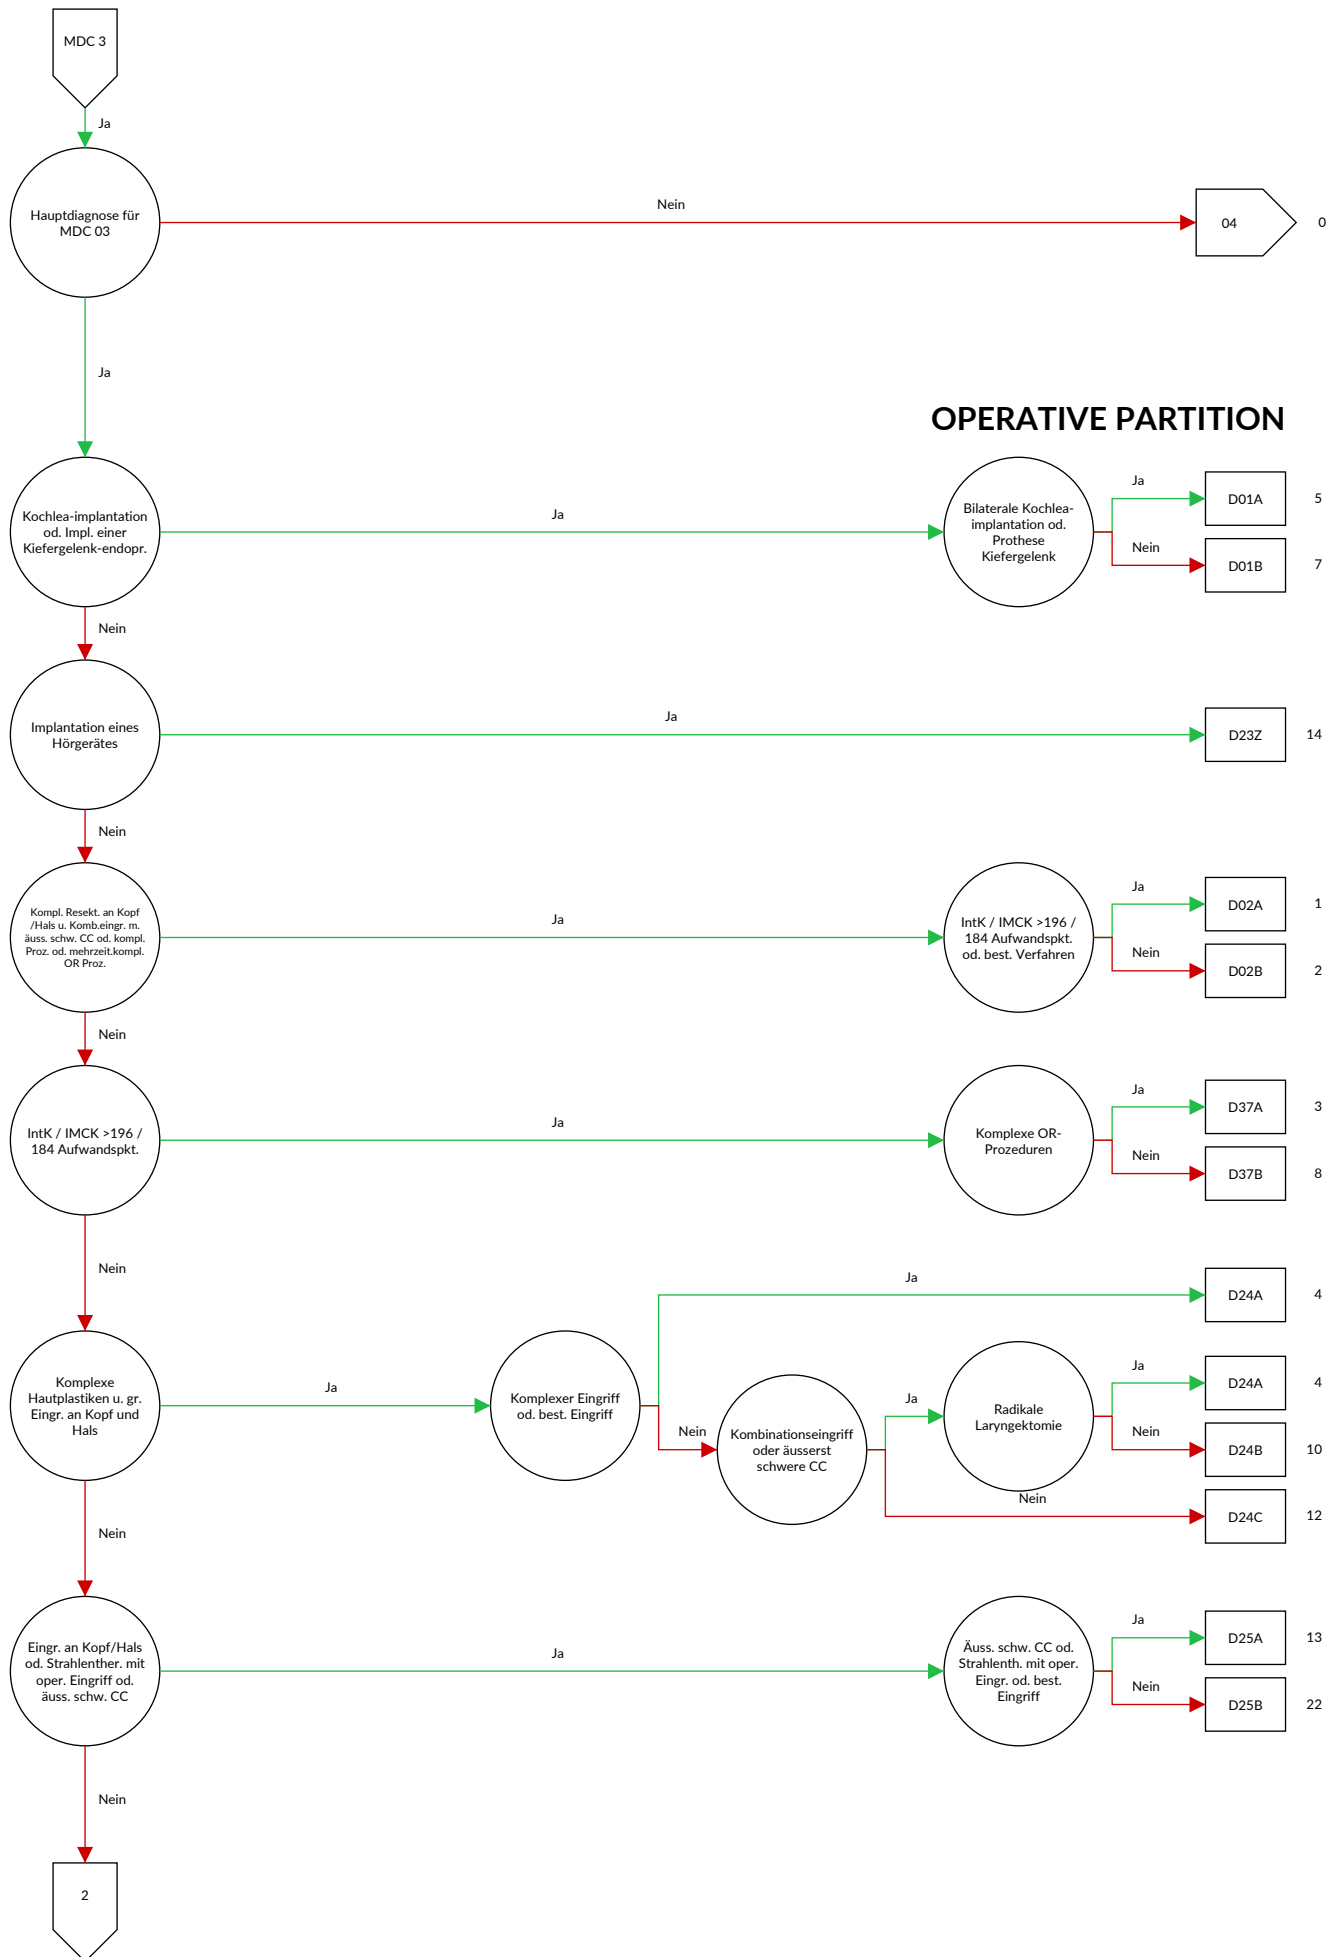 MDC 3
Ja
Hauptdiagnose für
MDC 03
Nein
04
0
Ja
OPERATIVE PARTITION
Kochlea-implantation
od. Impl. einer
Kiefergelenk-endopr.
Ja
Bilaterale Kochlea-
implantation od.
Prothese
Kiefergelenk
Ja
D01A
5
Nein
D01B
7
Nein
Implantation eines
Hörgerätes
Ja
D23Z
14
Nein
Kompl. Resekt. an Kopf
/Hals u. Komb.eingr. m.
äuss. schw. CC od. kompl.
Proz. od. mehrzeit.kompl.
OR Proz.
Ja
IntK / IMCK >196 /
184 Aufwandspkt.
od. best. Verfahren
Ja
D02A
1
Nein
D02B
2
Nein
IntK / IMCK >196 /
184 Aufwandspkt.
Ja
Komplexe OR-
Prozeduren
Ja
D37A
3
Nein
D37B
8
Nein
Komplexe
Hautplastiken u. gr.
Eingr. an Kopf und
Hals
Ja
Komplexer Eingriff
od. best. Eingriff
Ja
D24A
4
Nein
Kombinationseingriff
oder äusserst
schwere CC
Ja
Radikale
Laryngektomie
Ja
D24A
4
Nein
D24B
10
Nein
D24C
12
Nein
Eingr. an Kopf/Hals
od. Strahlenther. mit
oper. Eingriff od.
äuss. schw. CC
Ja
Äuss. schw. CC od.
Strahlenth. mit oper.
Eingr. od. best.
Eingriff
Ja
D25A
13
Nein
D25B
22
Nein
2